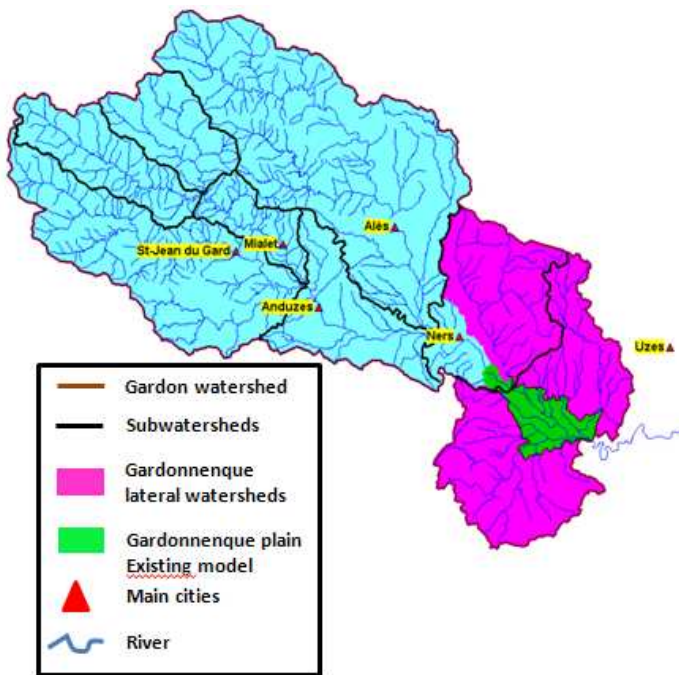 Alès
St-Jean du Gard
Mialet
Anduzes
Ners
Uzes
Gardon watershed
Subwatersheds
Gardonnenque
lateral watersheds
Gardonnenque plain
Existing model
Main cities
River